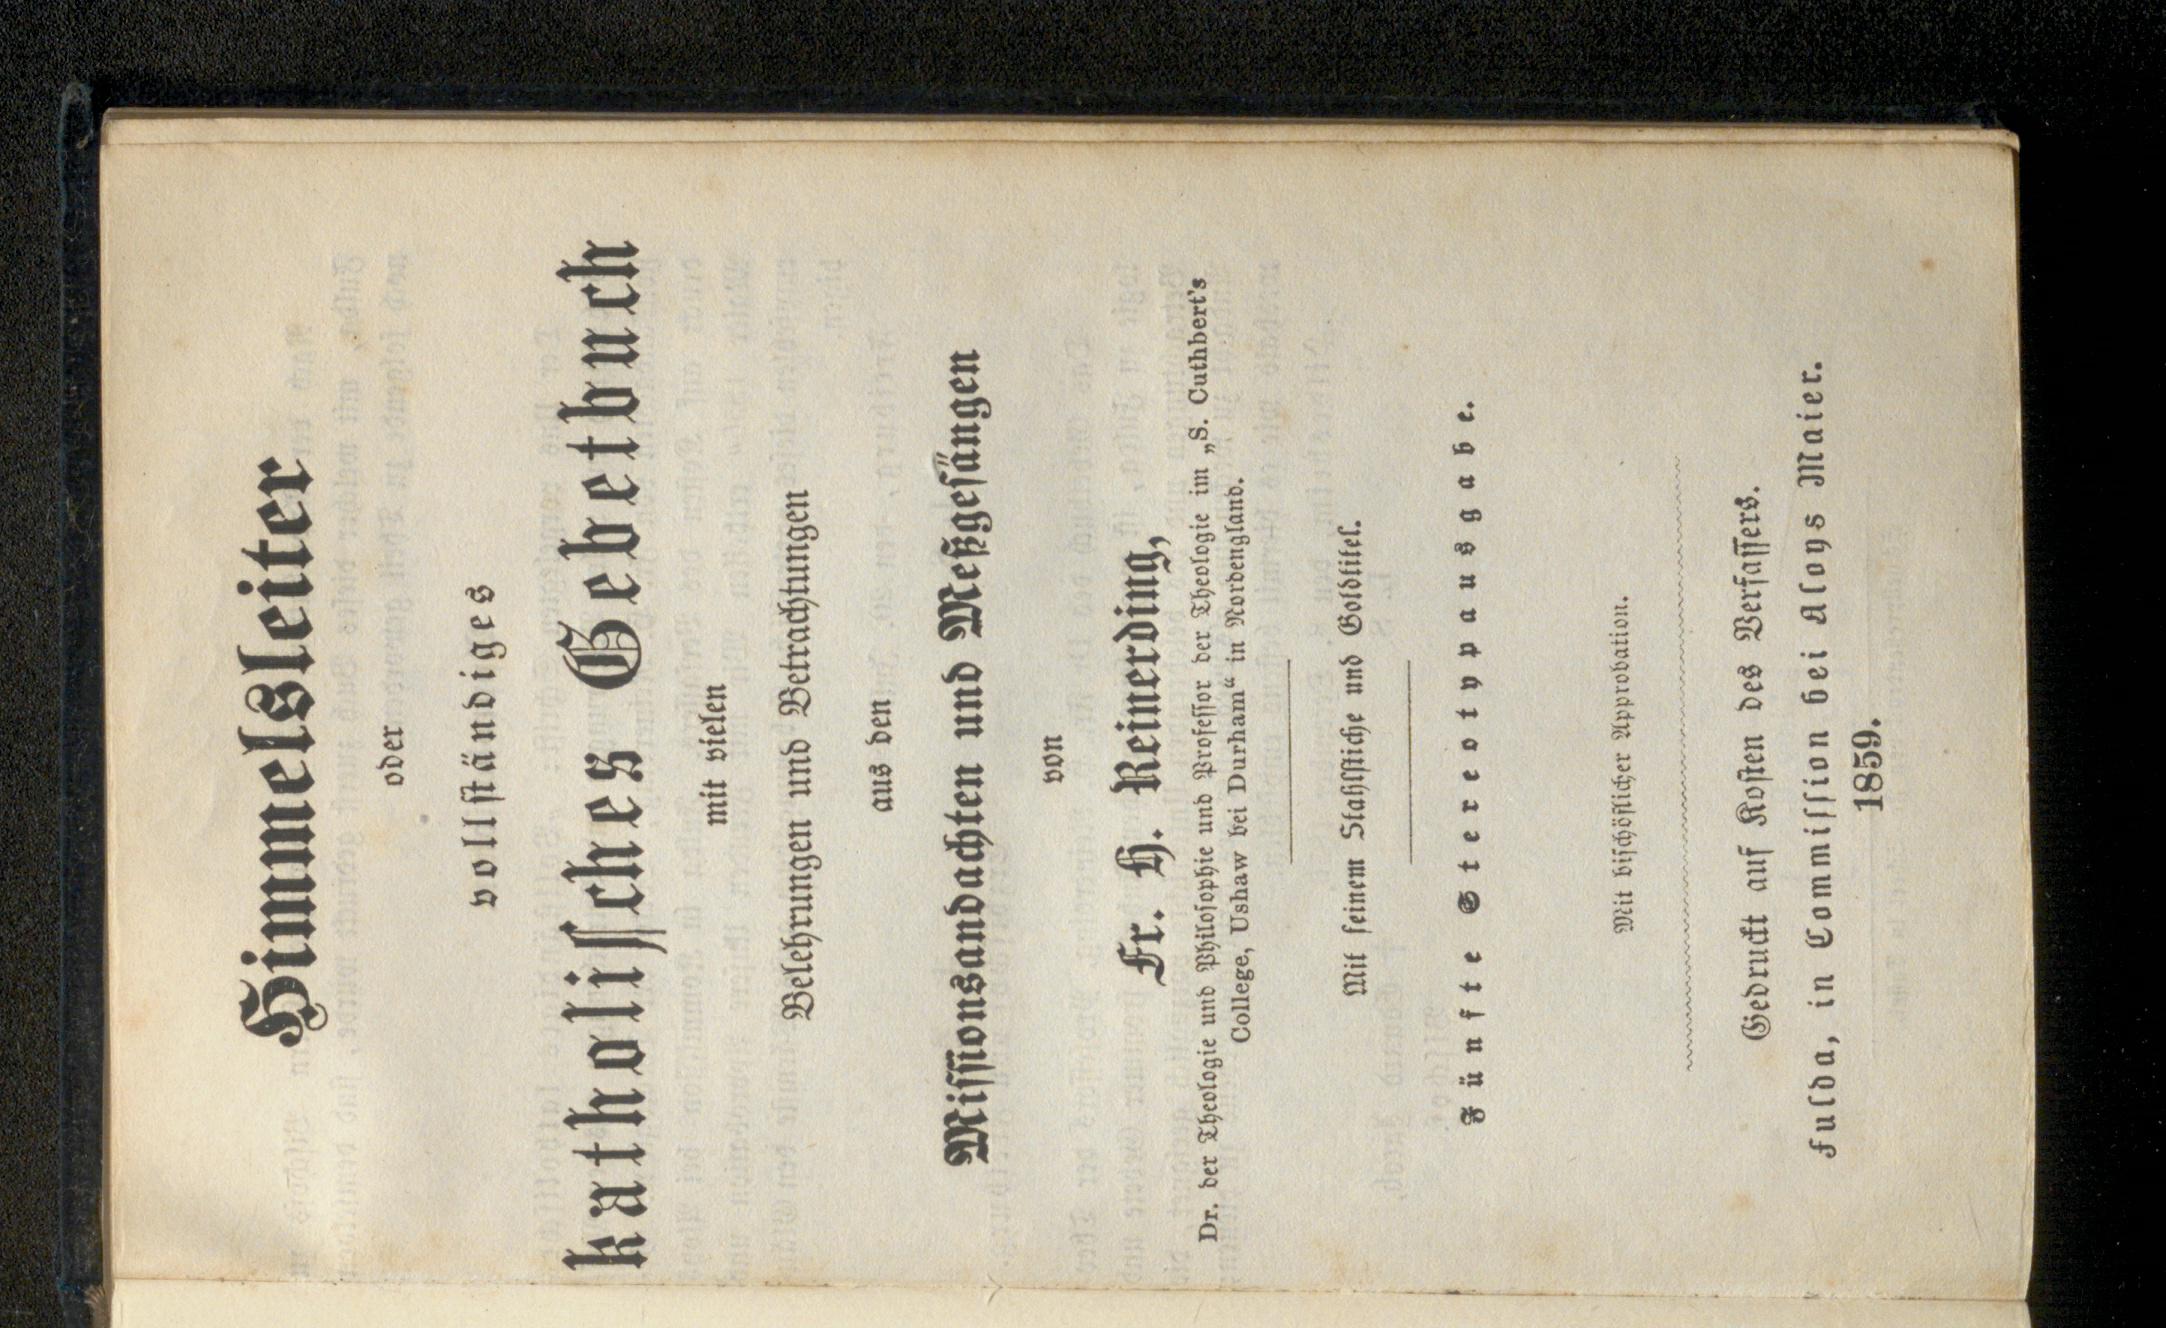 Himmelsleiter
oder
vollständiges
katholisches Gebetbuch
mit vielen
Belehrungen und Betrachtungen
aus den
Missionsandachten und Meßgesängen
von
Fr. H. Reinerding,
Dr. der Theologie und Philosophie und Professor der Theologie im „S. Cuthbert's
College, Ushaw bei Durham“ in Nordengland.
Mit feinem Stahlstiche und Goldtitel.
Fünfte Stereotypausgabe.
Mit bischöflicher Approbation.
Gedruckt auf Kosten des Verfassers.
Fulda, in Commission bei Aloys Maier.
1859.